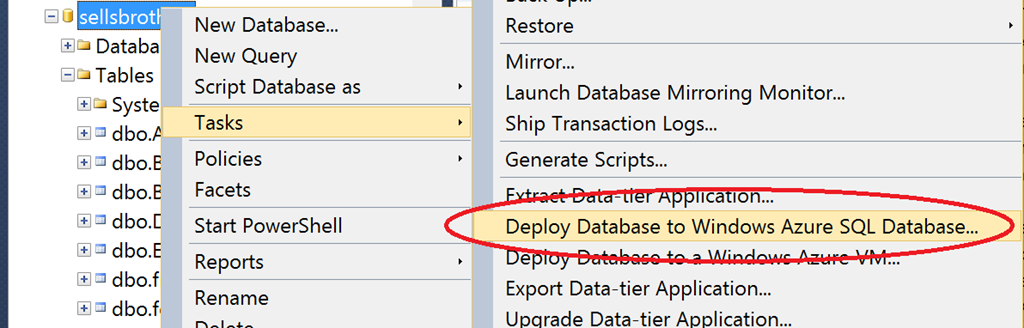 sellsbroth
Databa
Tables
Syste
dbo.A
dbo.B
dbo.B
dbo.D
dbo.E
dbo.f
dbo.fe
New Database...
New Query
Script Database as
Tasks
Policies
Facets
Start PowerShell
Reports
Rename
Delete
Back Up...
Restore
Mirror...
Launch Database Mirroring Monitor...
Ship Transaction Logs...
Generate Scripts...
Extract Data-tier Application...
Deploy Database to Windows Azure SQL Database...
Deploy Database to a Windows Azure VM...
Export Data-tier Application...
Upgrade Data-tier Application...